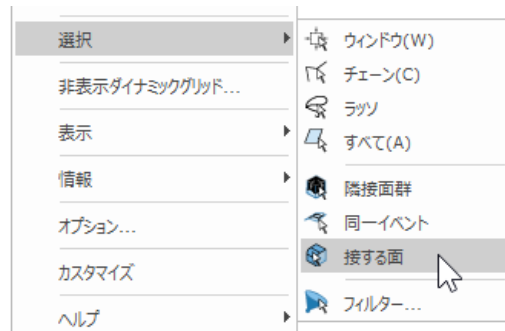 選択
非表示ダイナミックグリッド...
表示
情報
オプション...
カスタマイズ
ヘルプ
ウィンドウ(W)
チェーン(C)
ラッソ
すべて(A)
隣接面群
同一イベント
接する面
フィルター...